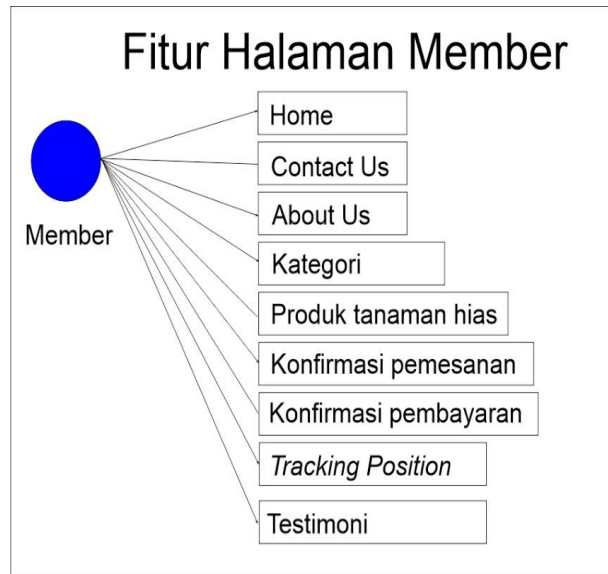 Fitur Halaman Member
Home
Contact Us
About Us
Member
Kategori
Produk tanaman hias
Konfirmasi pemesanan
Konfirmasi pembayaran
Tracking Position
Testimoni